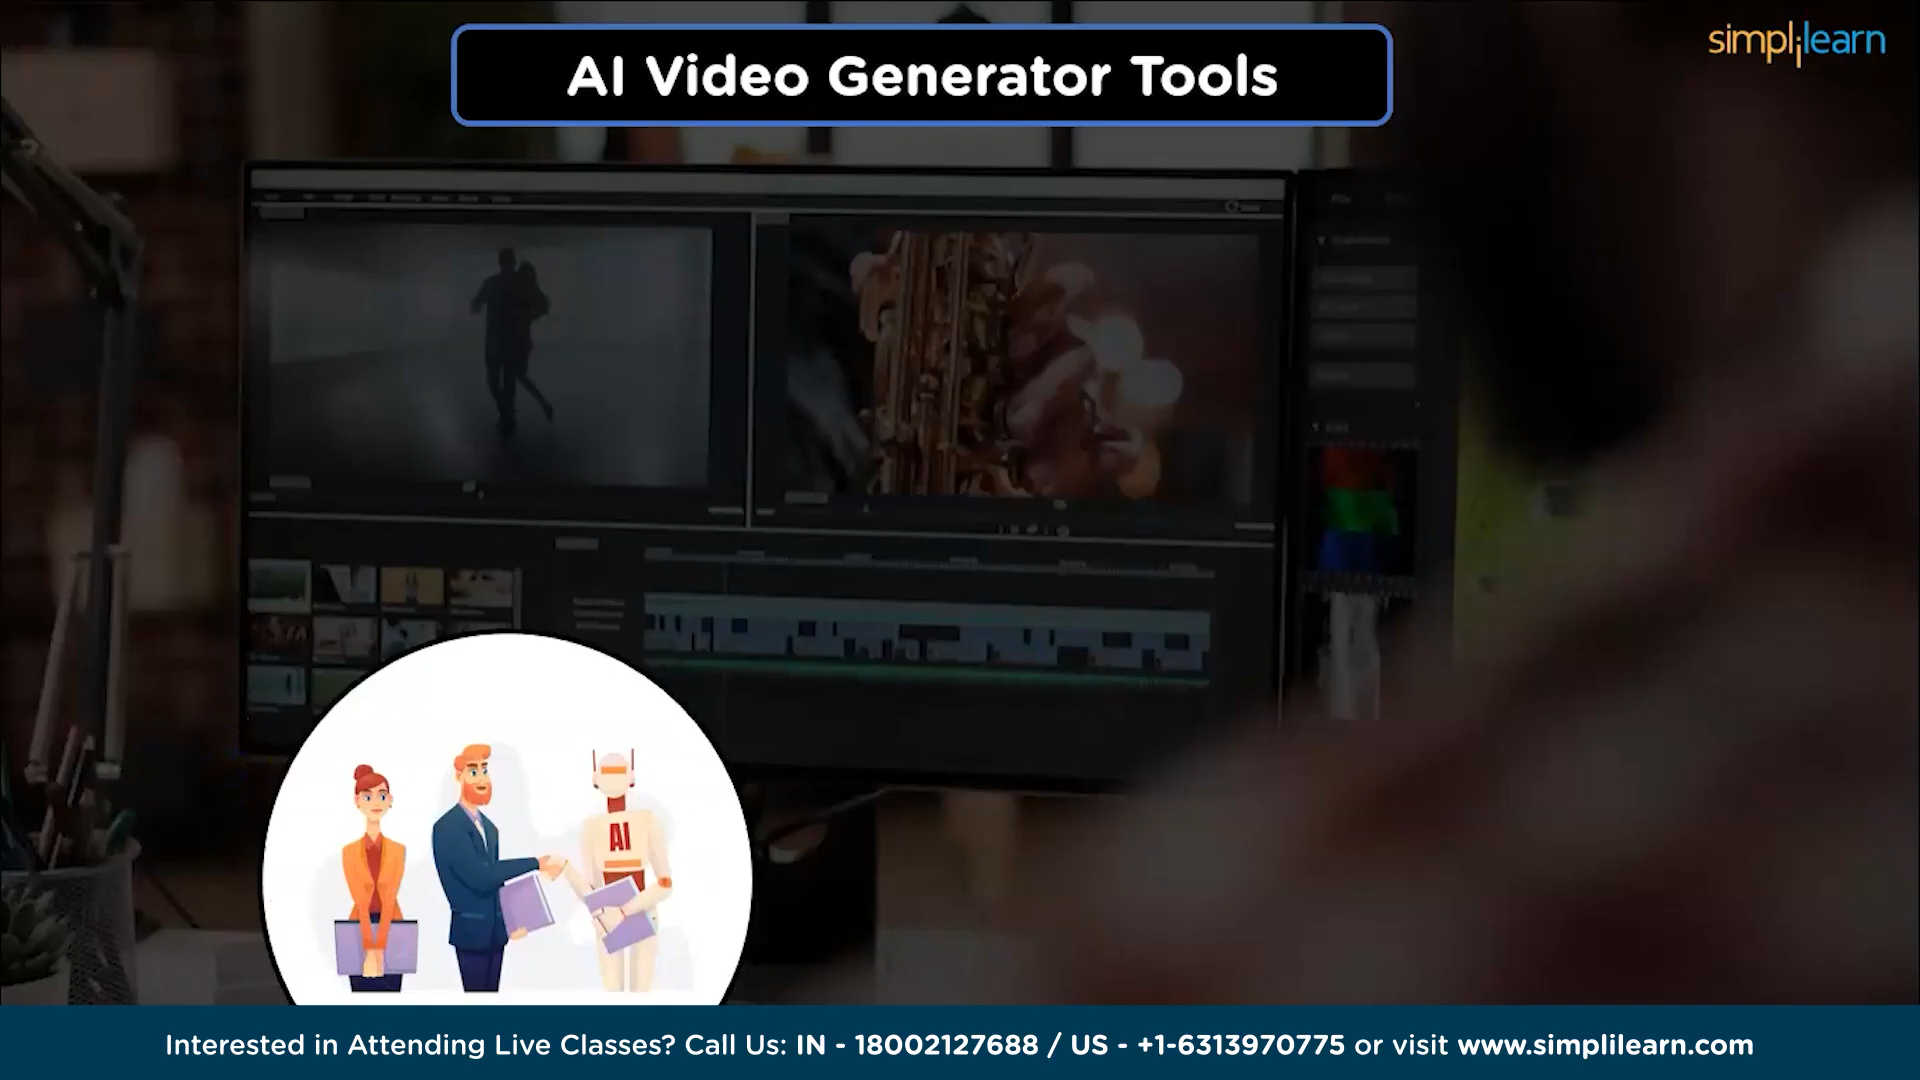 AI Video Generator Tools
simplilearn
AI
Interested in Attending Live Classes? Call Us: IN - 18002127688 / US - +1-6313970775 or visit www.simplilearn.com